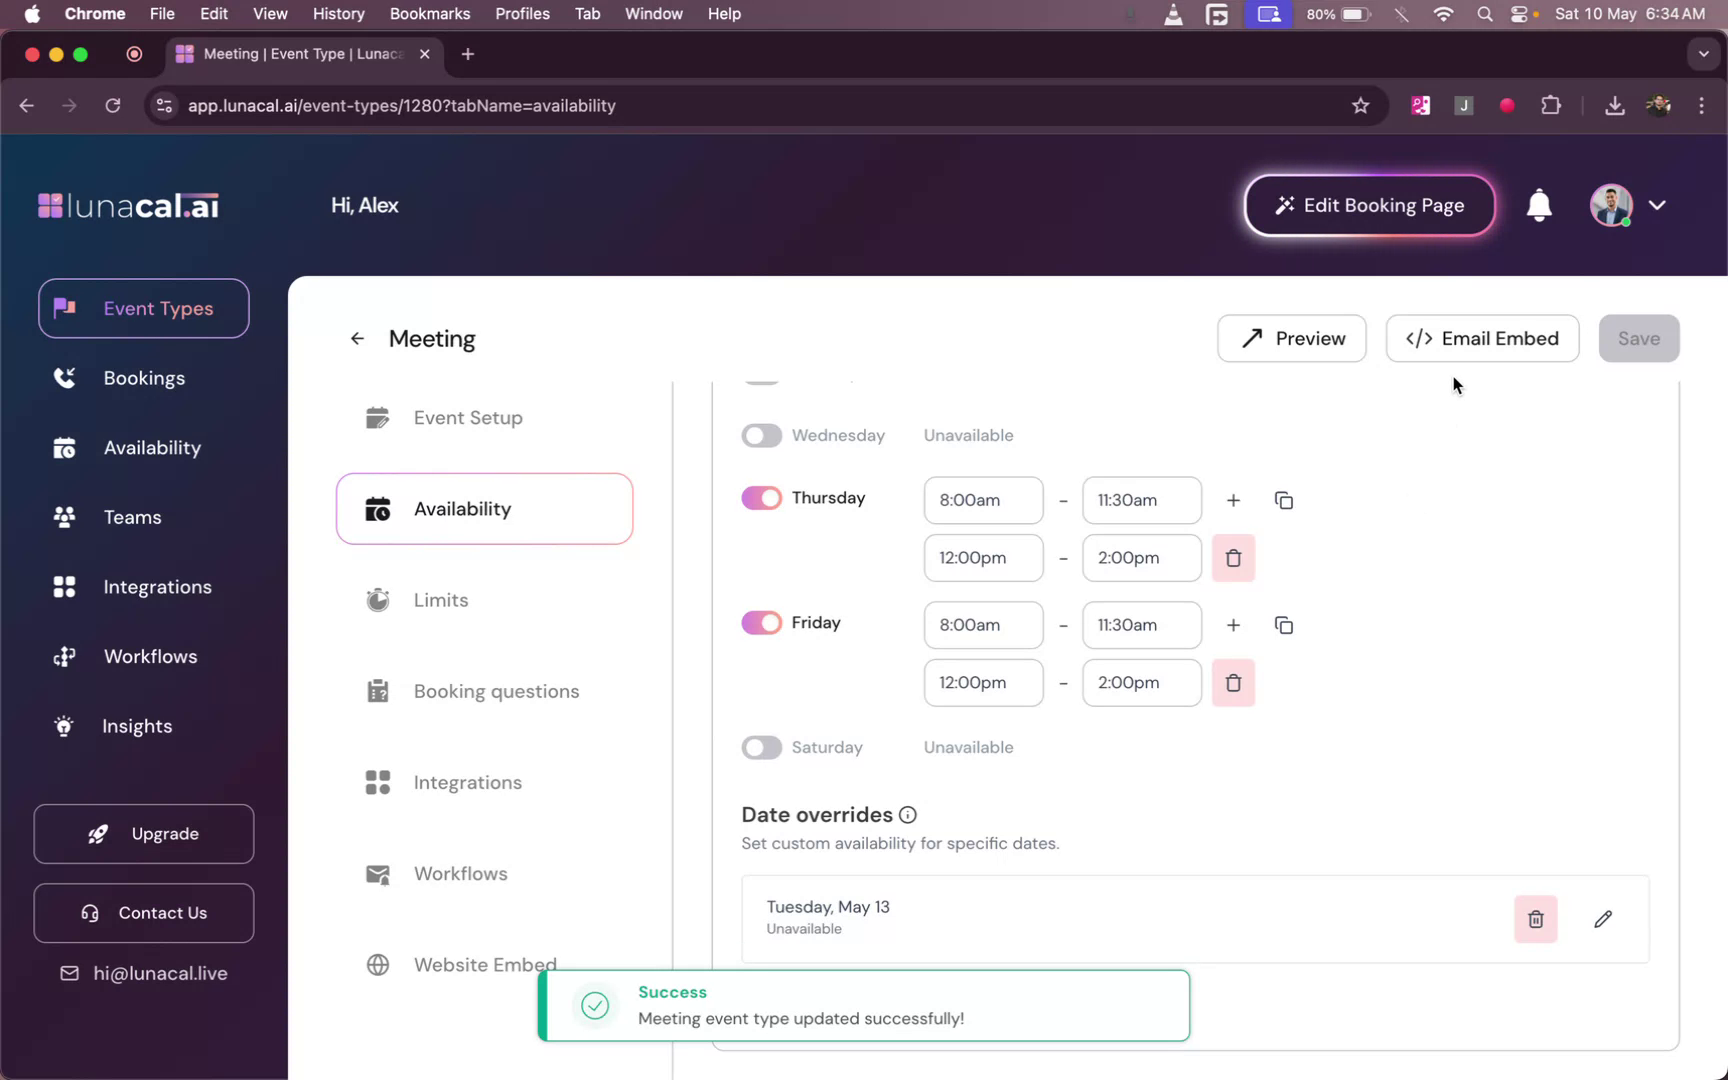 Chrome File Edit View History Bookmarks Profiles Tab Window Help 80% Sat 10 May 6:34 AM
Meeting | Event Type | Lunaca
app.lunacal.ai/event-types/1280?tabName=availability
J
lunacal.ai
Hi, Alex
Edit Booking Page
Event Types
Bookings
Availability
Teams
Integrations
Workflows
Insights
Upgrade
Contact Us
hi@lunacal.live
Meeting
Preview
</> Email Embed
Save
Event Setup
Availability
Limits
Booking questions
Integrations
Workflows
Website Embed
Wednesday Unavailable
Thursday 8:00am - 11:30am +
12:00pm - 2:00pm
Friday 8:00am - 11:30am +
12:00pm - 2:00pm
Saturday Unavailable
Date overrides
Set custom availability for specific dates.
Tuesday, May 13
Unavailable
Success
Meeting event type updated successfully!